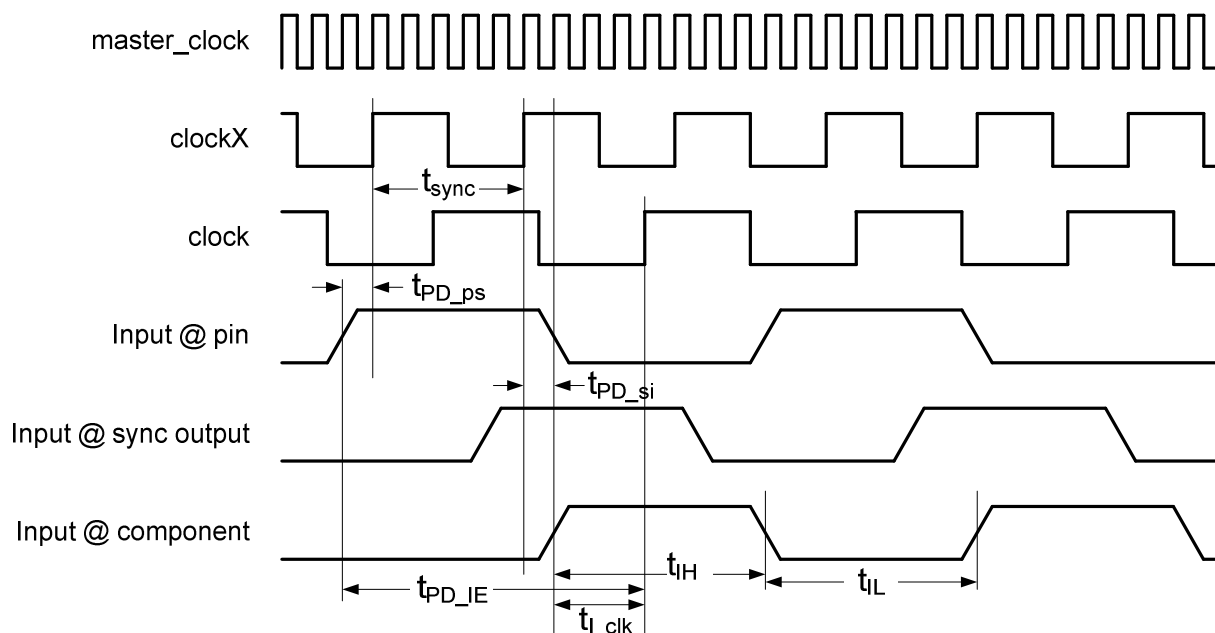 master_clock
clockX
t_sync
clock
t_PD_ps
Input @ pin
t_PD_si
Input @ sync output
Input @ component
t_IH
t_IL
t_PD_IE
t_I_clk